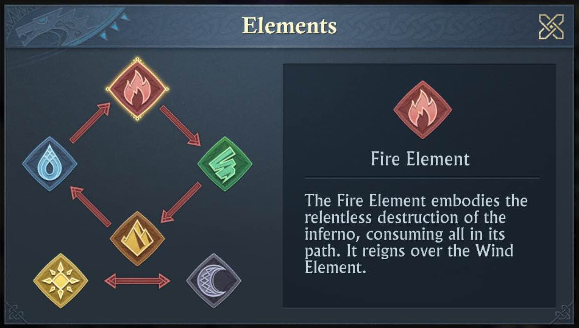 Elements
Fire Element
The Fire Element embodies the
relentless destruction of the
inferno, consuming all in its
path. It reigns over the Wind
Element.